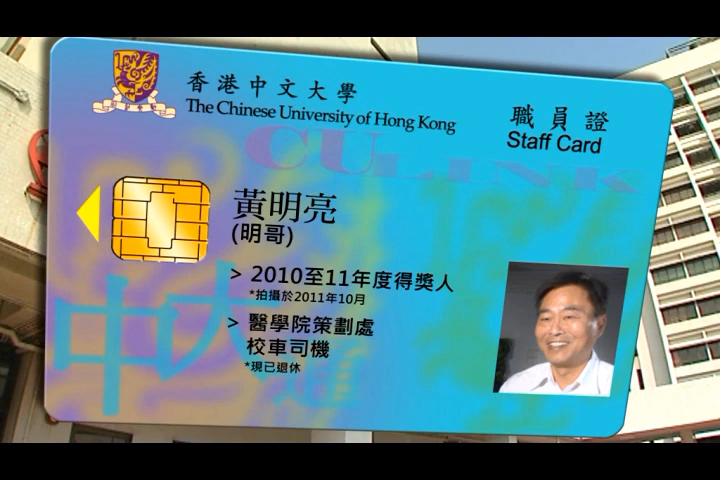 香港中文大學
The Chinese University of Hong Kong
職員證
Staff Card
CU LINK
黃明亮
(明哥)
> 2010至11年度得獎人
*拍攝於2011年10月
> 醫學院策劃處
校車司機
*現已退休
中大通